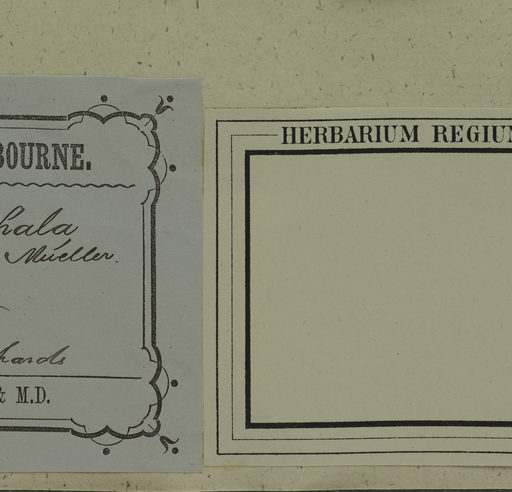 BOURNE.
hala
Mueller.
hards
& M.D.
HERBARIUM REGIUM